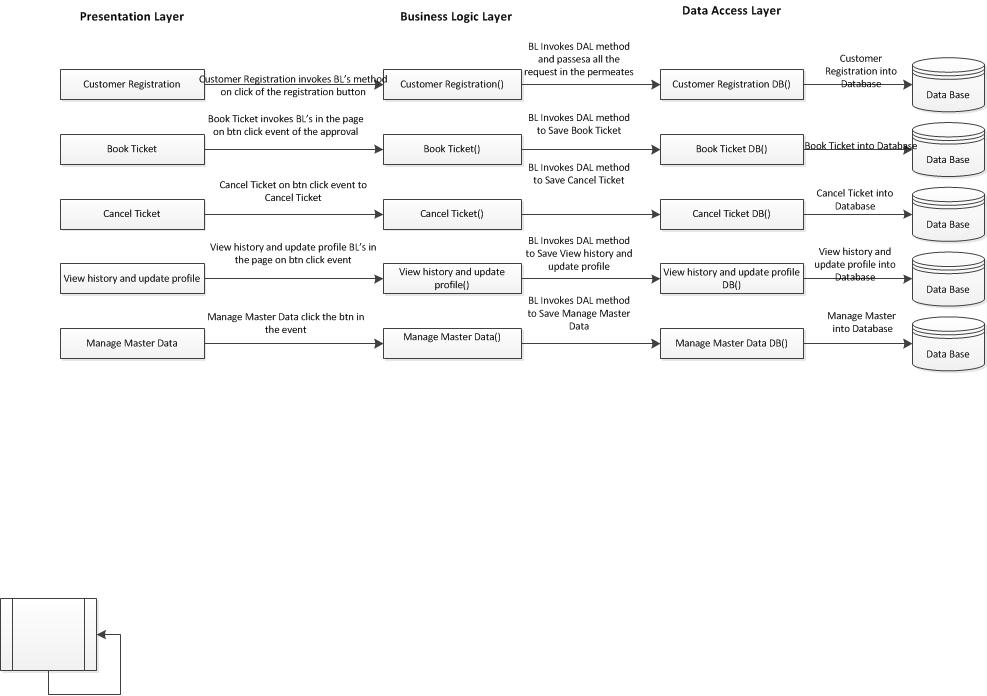 Presentation Layer
Business Logic Layer
Data Access Layer
Customer Registration
Customer Registration invokes BL's method
on click of the registration button
Customer Registration()
BL Invokes DAL method
and passesa all the
request in the permeates
Customer Registration DB()
Customer
Registration into
Database
Data Base
Book Ticket
Book Ticket invokes BL's in the page
on btn click event of the approval
Book Ticket()
BL Invokes DAL method
to Save Book Ticket
Book Ticket DB()
Book Ticket into Database
Data Base
Cancel Ticket
Cancel Ticket on btn click event to
Cancel Ticket
Cancel Ticket()
BL Invokes DAL method
to Save Cancel Ticket
Cancel Ticket DB()
Cancel Ticket into
Database
Data Base
View history and update profile
View history and update profile BL's in
the page on btn click event
View history and update
profile()
BL Invokes DAL method
to Save View history and
update profile
View history and update profile
DB()
View history and
update profile into
Database
Data Base
Manage Master Data
Manage Master Data click the btn in
the event
Manage Master Data()
BL Invokes DAL method
to Save Manage Master
Data
Manage Master Data DB()
Manage Master
into Database
Data Base